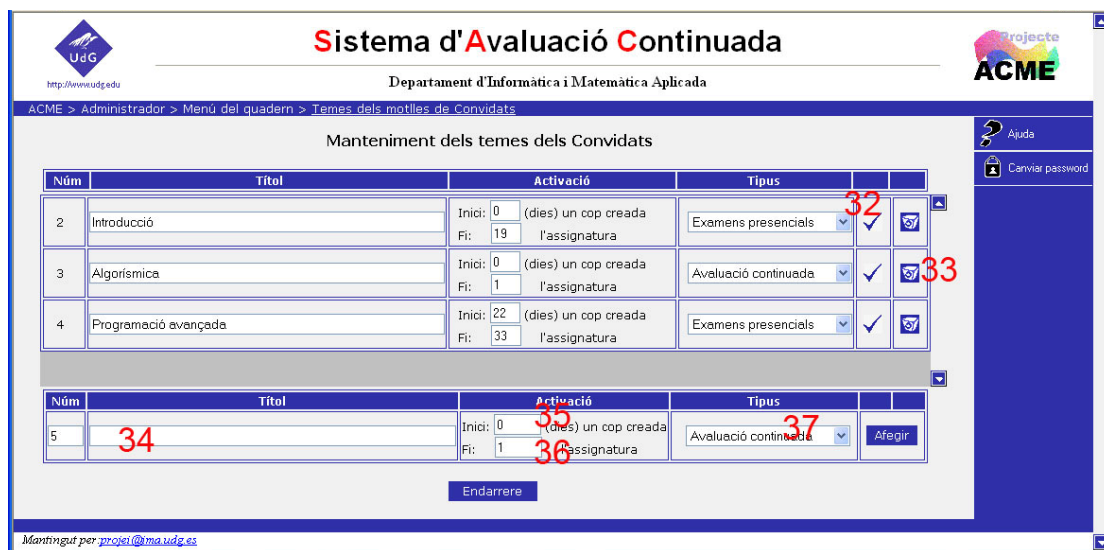 UdG
http://www.udg.edu
Sistema d'Avaluació Continuada
Departament d'Informàtica i Matemàtica Aplicada
Projecte
ACME
ACME > Administrador > Menú del quadern > Temes dels motlles de Convidats
Manteniment dels temes dels Convidats
Ajuda
Canviar password
Núm Títol Activació Tipus
2 Introducció Inici: 0 (dies) un cop creada Examens presencials 32
Fi: 19 l'assignatura
3 Algorísmica Inici: 0 (dies) un cop creada Avaluació continuada 33
Fi: 1 l'assignatura
4 Programació avançada Inici: 22 (dies) un cop creada Examens presencials
Fi: 33 l'assignatura
Núm Títol Activació Tipus
5 34 Inici: 0 35 (dies) un cop creada Avaluació continuada 37 Afegir
Fi: 1 36 l'assignatura
Endarrere
Mantingut per:projei@ima.udg.es